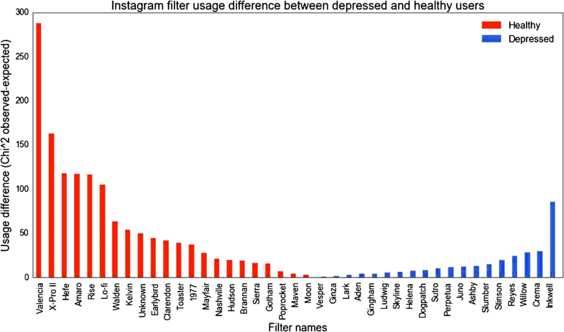 Instagram filter usage difference between depressed and healthy users
Healthy
Depressed
Usage difference (Chi^2 observed-expected)
300
250
200
150
100
50
0
Valencia
X-Pro II
Hefe
Amaro
Rise
Lo-fi
Walden
Kelvin
Unknown
Earlybird
Clarendon
Toaster
1977
Mayfair
Nashville
Hudson
Brannan
Sierra
Gotham
Poprocket
Maven
Moon
Vesper
Ginza
Lark
Aden
Gingham
Ludwig
Skyline
Helena
Dogpatch
Sutro
Perpetua
Juno
Ashby
Slumber
Stinson
Reyes
Willow
Crema
Inkwell
Filter names